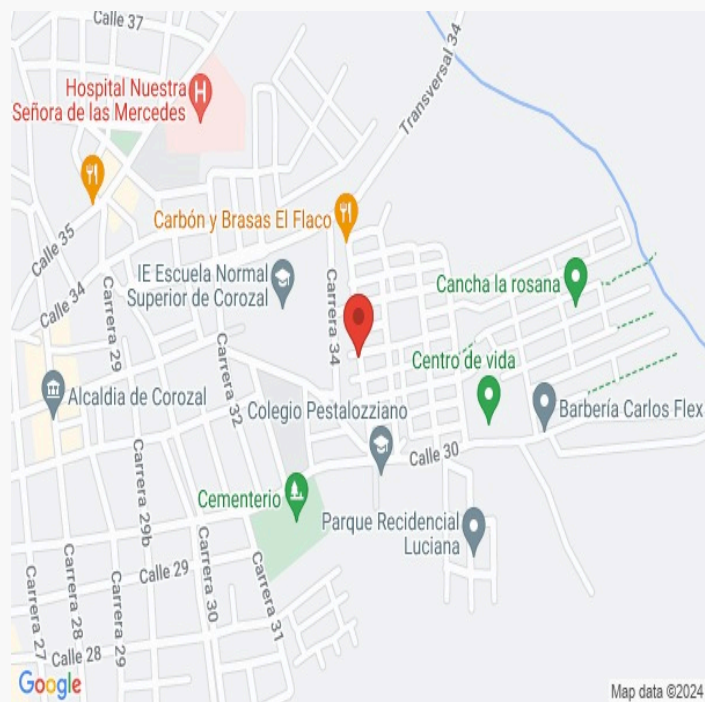 Calle 37
Transversal 34
Hospital Nuestra
Señora de las Mercedes
H
Calle 35
Carbón y Brasas El Flaco
IE Escuela Normal
Superior de Corozal
Cancha la rosana
Calle 34
Carrera 29
Carrera 34
Centro de vida
Alcaldia de Corozal
Carrera 32
Colegio Pestalozziano
Barbería Carlos Flex
Calle 30
Carrera 29b
Cementerio
Parque Recidencial
Luciana
Calle 29
Carrera 31
Carrera 30
Carrera 29
Carrera 28
Carrera 27
Calle 28
Google
Map data ©2024